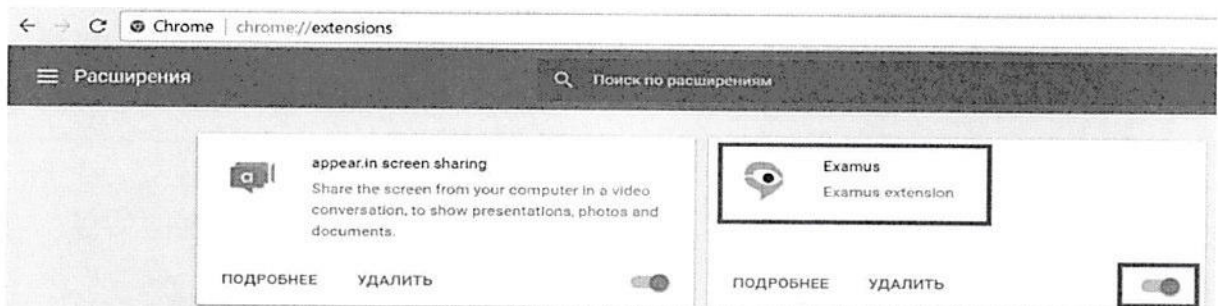 Chrome | chrome://extensions
Расширения
Поиск по расширениям
appear.in screen sharing
Share the screen from your computer in a video
conversation, to show presentations, photos and
documents.
ПОДРОБНЕЕ УДАЛИТЬ
Examus
Examus extension
ПОДРОБНЕЕ УДАЛИТЬ